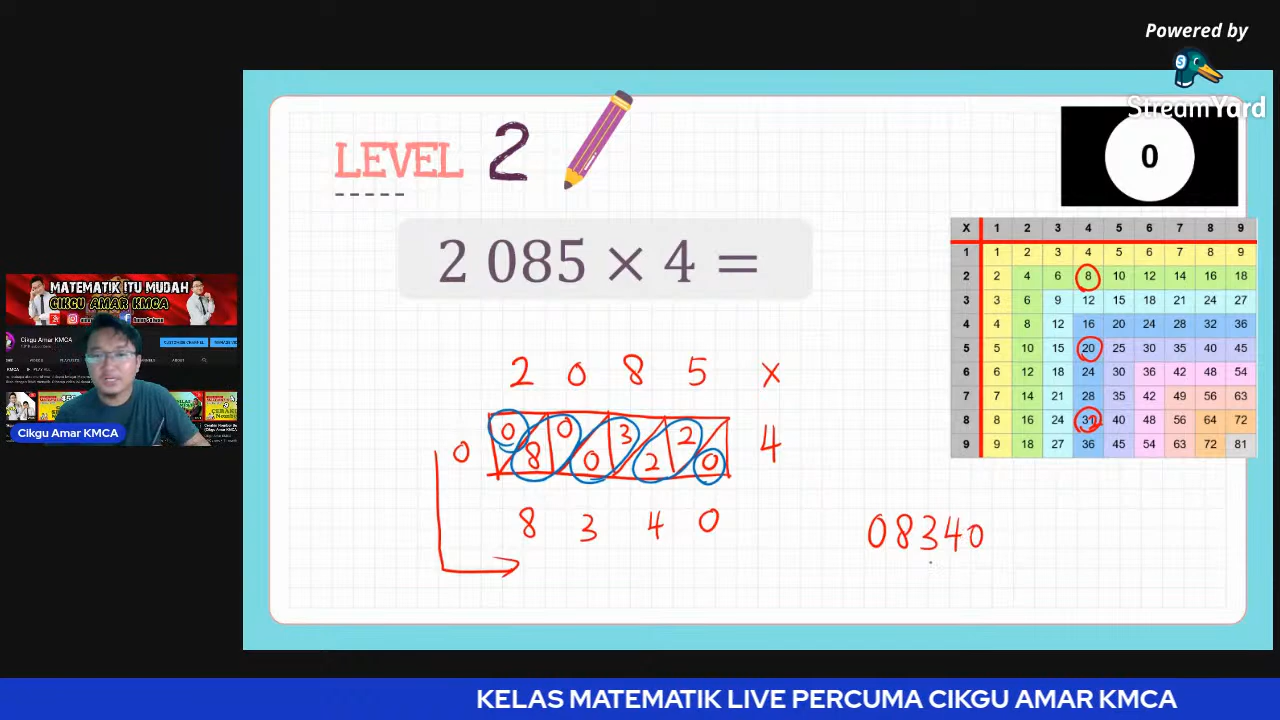 Powered by
StreamYard
LEVEL 2
0
2 085 × 4 =
X 1 2 3 4 5 6 7 8 9
1 1 2 3 4 5 6 7 8 9
2 2 4 6 8 10 12 14 16 18
3 3 6 9 12 15 18 21 24 27
4 4 8 12 16 20 24 28 32 36
5 5 10 15 20 25 30 35 40 45
6 6 12 18 24 30 36 42 48 54
7 7 14 21 28 35 42 49 56 63
8 8 16 24 40 48 56 64 72
9 9 18 27 36 45 54 63 72 81
2 0 8 5 x
0 0 3 2
0 4
8 0 2 0
8 3 4 0
08340
MATEMATIK ITU MUDAH
CIKGU AMAR KMCA
Cikgu Amar KMCA
Cikgu Amar KMCA
KELAS MATEMATIK LIVE PERCUMA CIKGU AMAR KMCA